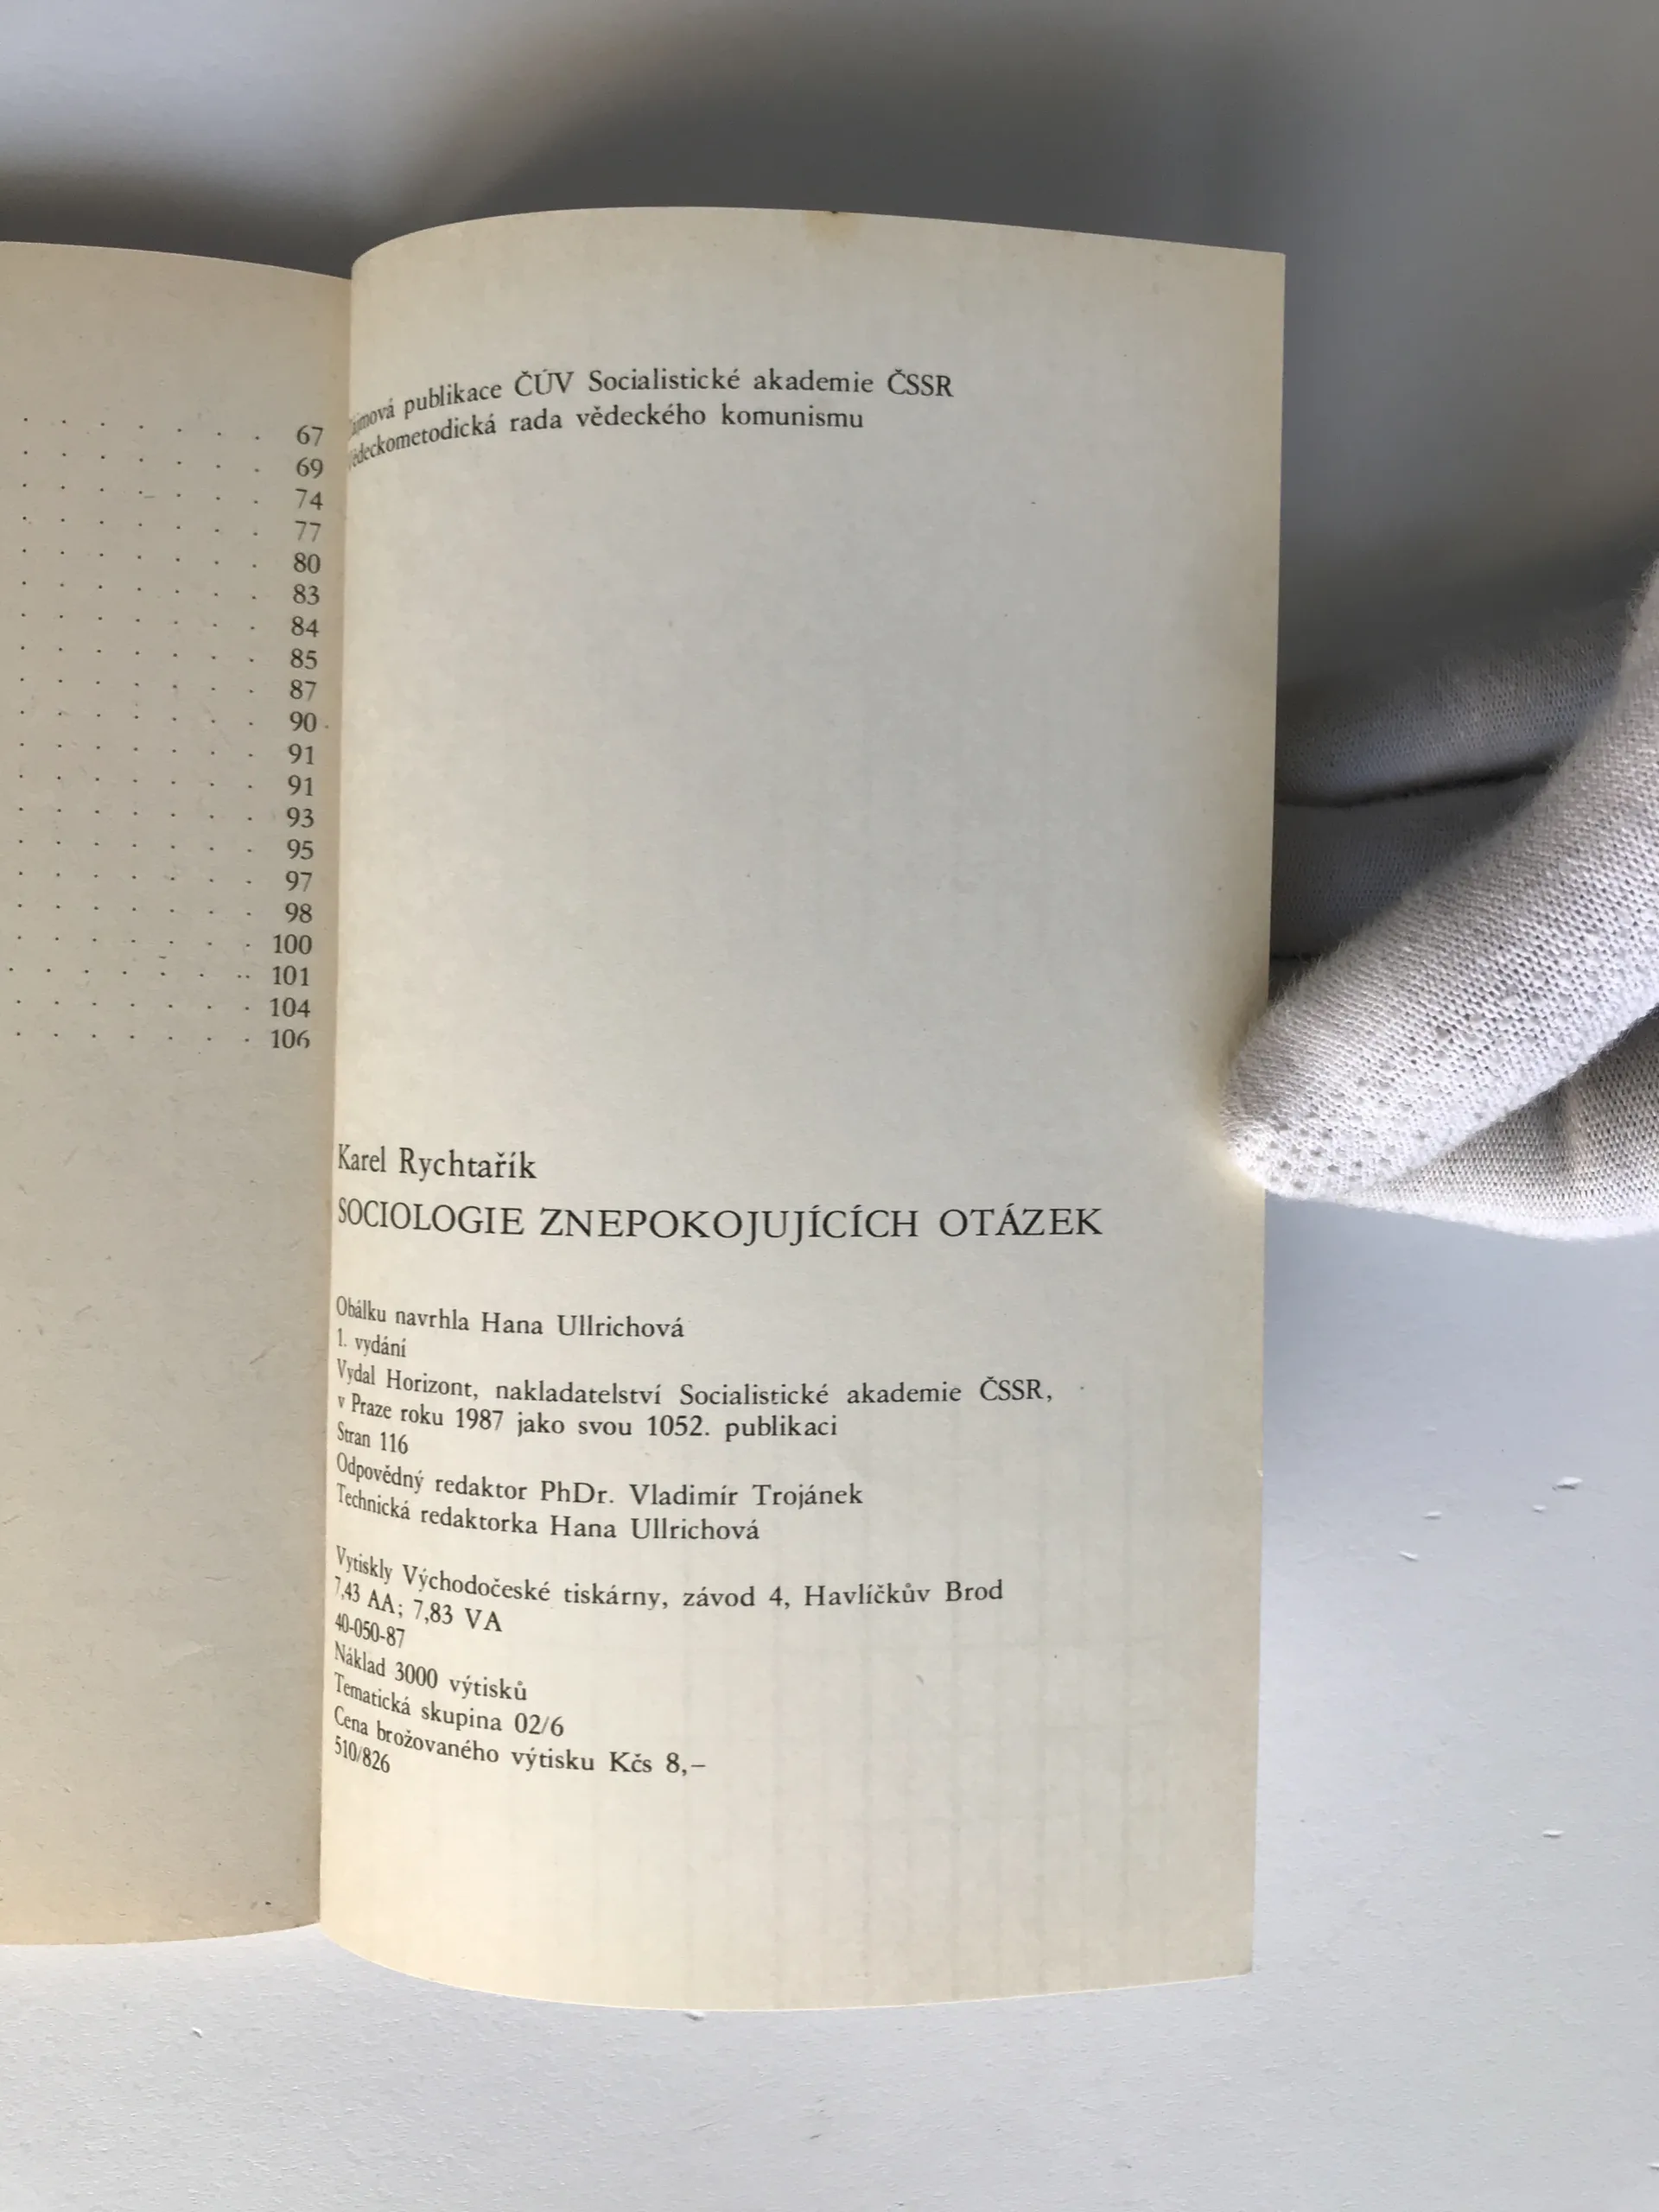 67
69
74
77
80
83
84
85
87
90
91
91
93
95
97
98
100
101
104
106
publikace ČÚV Socialistické akademie ČSSR
rada vědeckého komunismu
Karel Rychtařík
SOCIOLOGIE ZNEPOKOJUJÍCÍCH OTÁZEK
Obálku navrhla Hana Ullrichová
1. vydání
Vydal Horizont, nakladatelství Socialistické akademie ČSSR,
v Praze roku 1987 jako svou 1052. publikaci
Stran 116
Odpovědný redaktor PhDr. Vladimír Trojánek
Technická redaktorka Hana Ullrichová
Vytiskly Východočeské tiskárny, závod 4, Havlíčkův Brod
7,43 AA; 7,83 VA
40-050-87
Náklad 3000 výtisků
Tematická skupina 02/6
Cena brožovaného výtisku Kčs 8,–
510/826